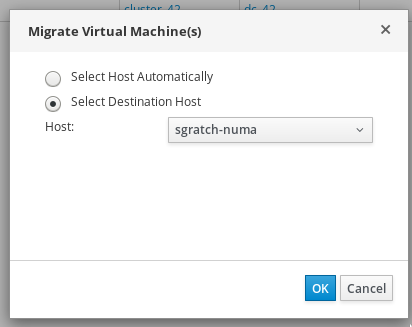 cluster_42 dc_42
Migrate Virtual Machine(s)
Select Host Automatically
Select Destination Host
Host: sgratch-numa
OK Cancel